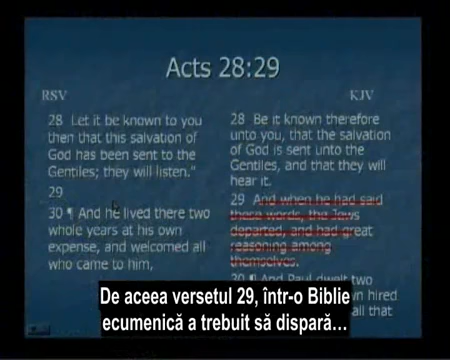 Acts 28:29
RSV
28 Let it be known to you
then that this salvation of
God has been sent to the
Gentiles; they will listen."
29
30 ¶ And he lived there two
whole years at his own
expense, and welcomed all
who came to him,
KJV
28 Be it known therefore
unto you, that the salvation
of God is sent unto the
Gentiles, and that they will
hear it.
29 And when he had said
these words, the Jews
departed, and had great
reasoning among
themselves.
30 ¶ And Paul dwelt two
wn hired
all that
De aceea versetul 29, într-o Biblie
ecumenică a trebuit să dispară...